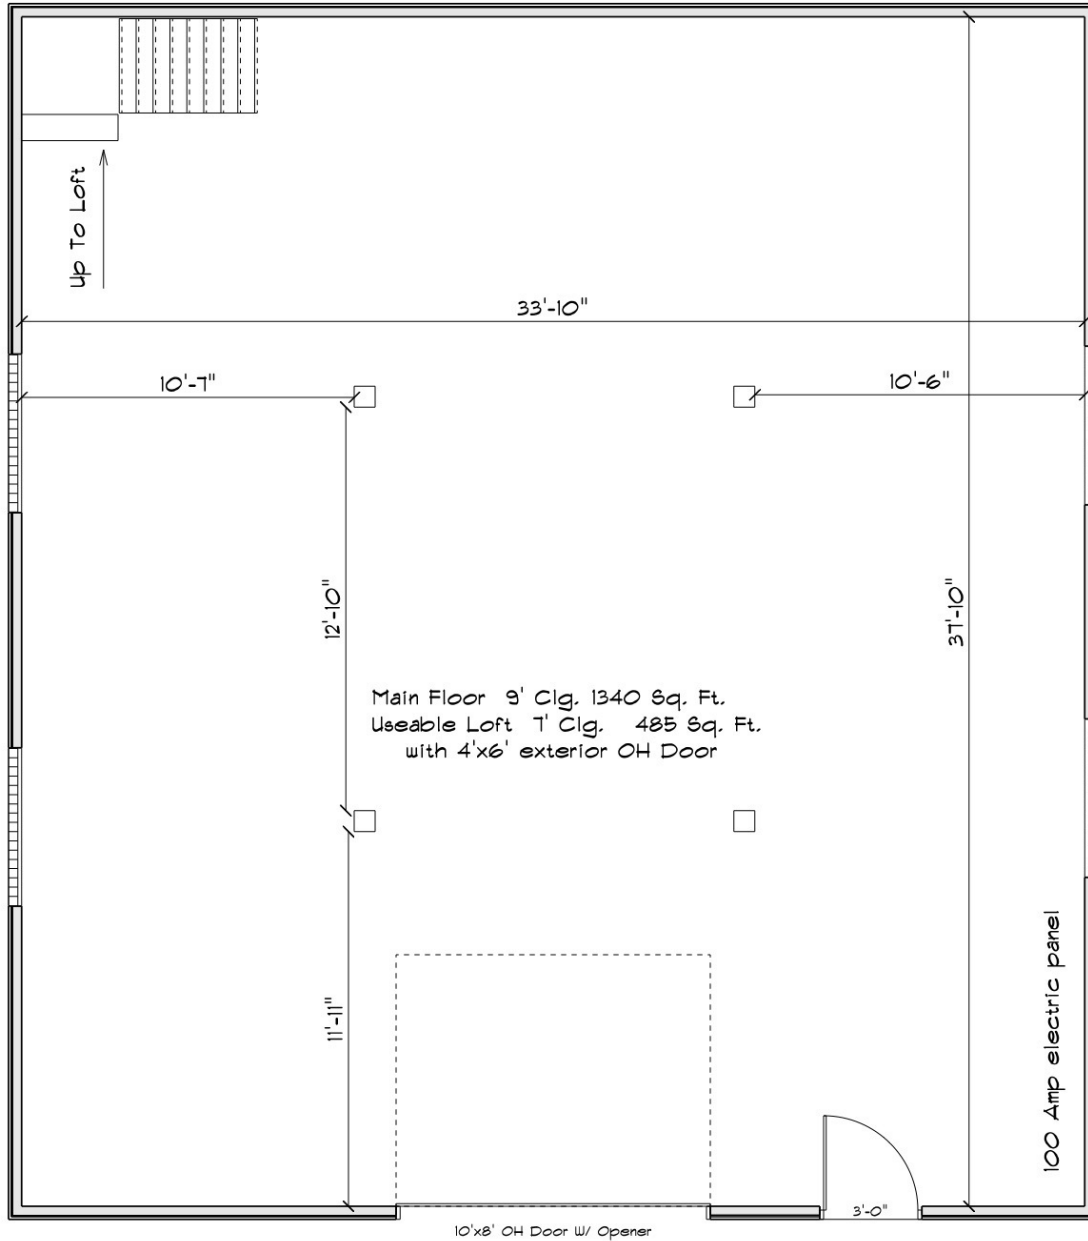 Up To Loft
33'-10"
10'-7"
10'-6"
12'-10"
37'-10"
Main Floor 9' Clg. 1340 Sq. Ft.
Useable Loft 7' Clg. 485 Sq. Ft.
with 4'x6' exterior OH Door
11'-11"
100 Amp electric panel
3'-0"
10'x8' OH Door W/ Opener